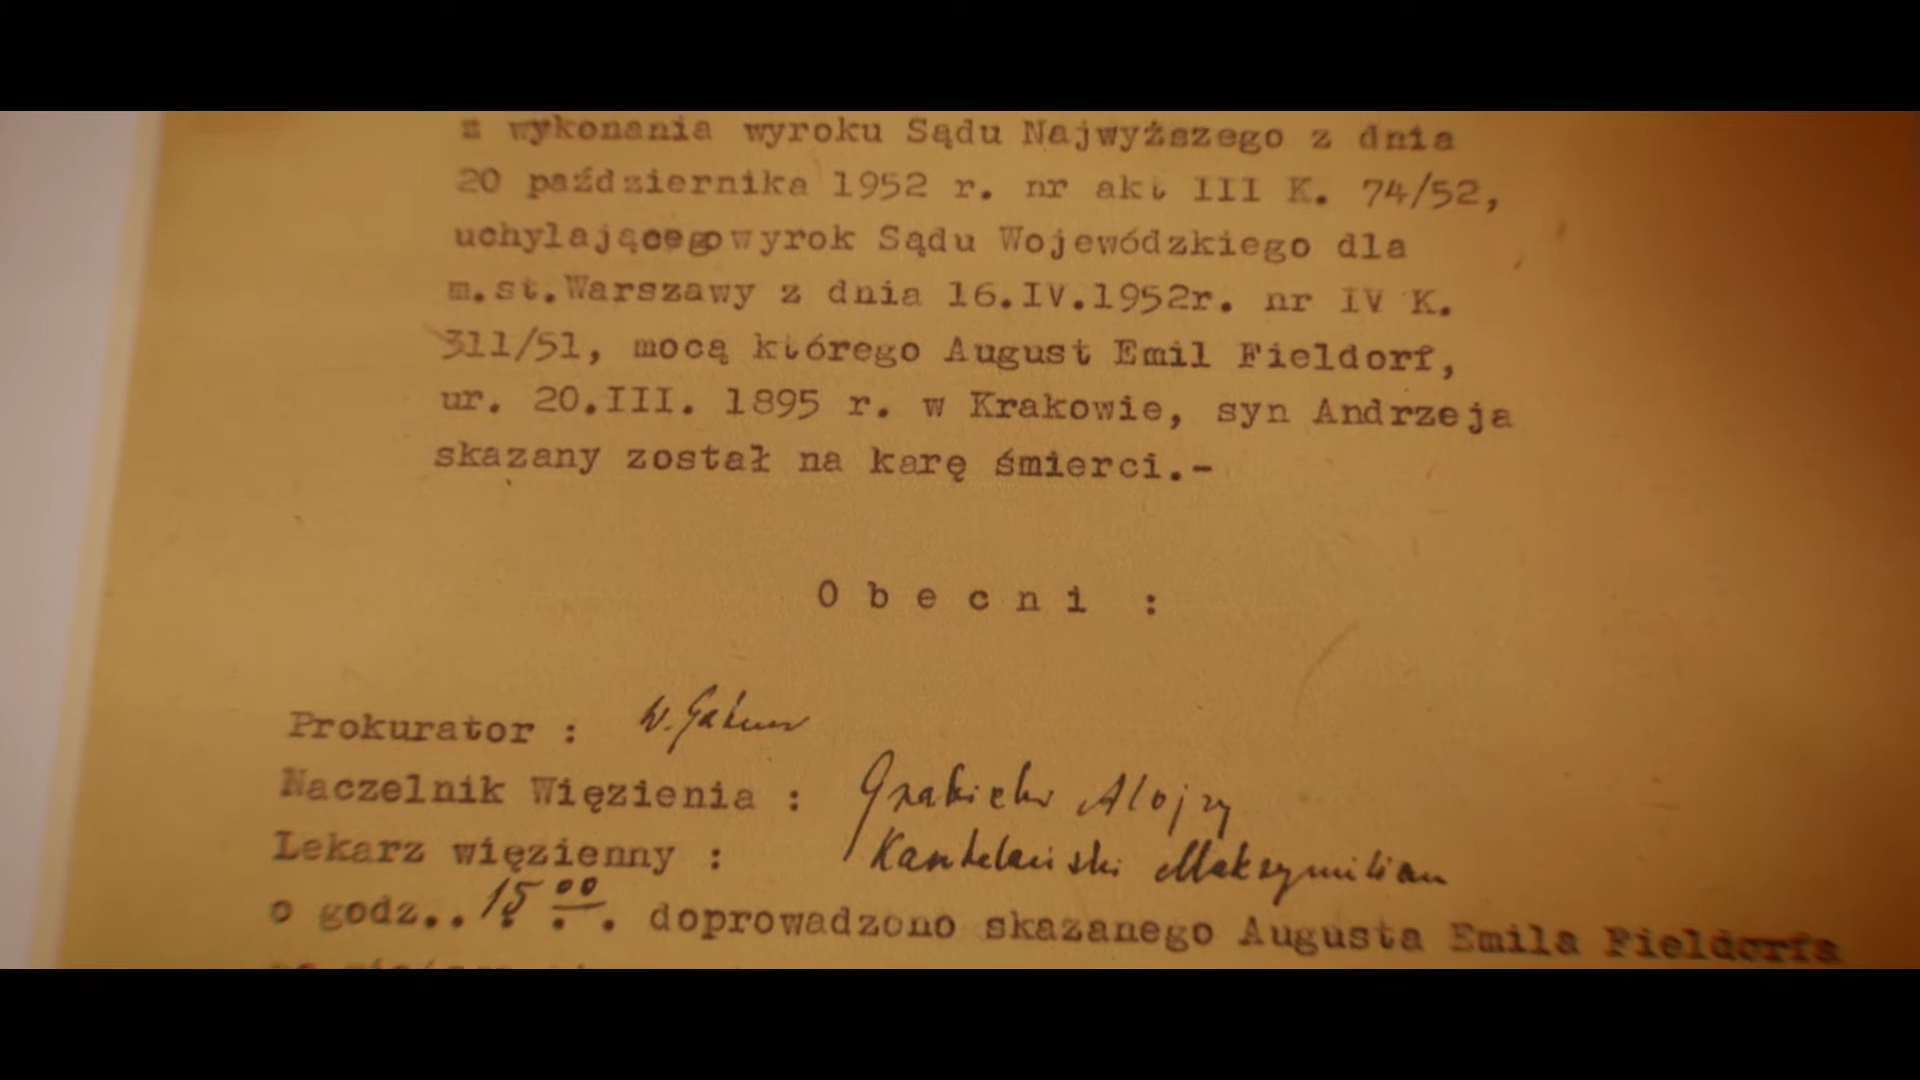 z wykonania wyroku Sądu Najwyższego z dnia
20 października 1952 r. nr akt III K. 74/52,
uchylającego wyrok Sądu Wojewódzkiego dla
m.st.Warszawy z dnia 16.IV.1952r. nr IV K.
311/51, mocą którego August Emil Fieldorf,
ur. 20.III. 1895 r. w Krakowie, syn Andrzeja
skazany został na karę śmierci.-
O b e c n i :
Prokurator : W.
Naczelnik Więzienia : Alojzy
Lekarz więzienny : Maksymilian
o godz.. 15 00 . doprowadzono skazanego Augusta Emila Fieldorfa